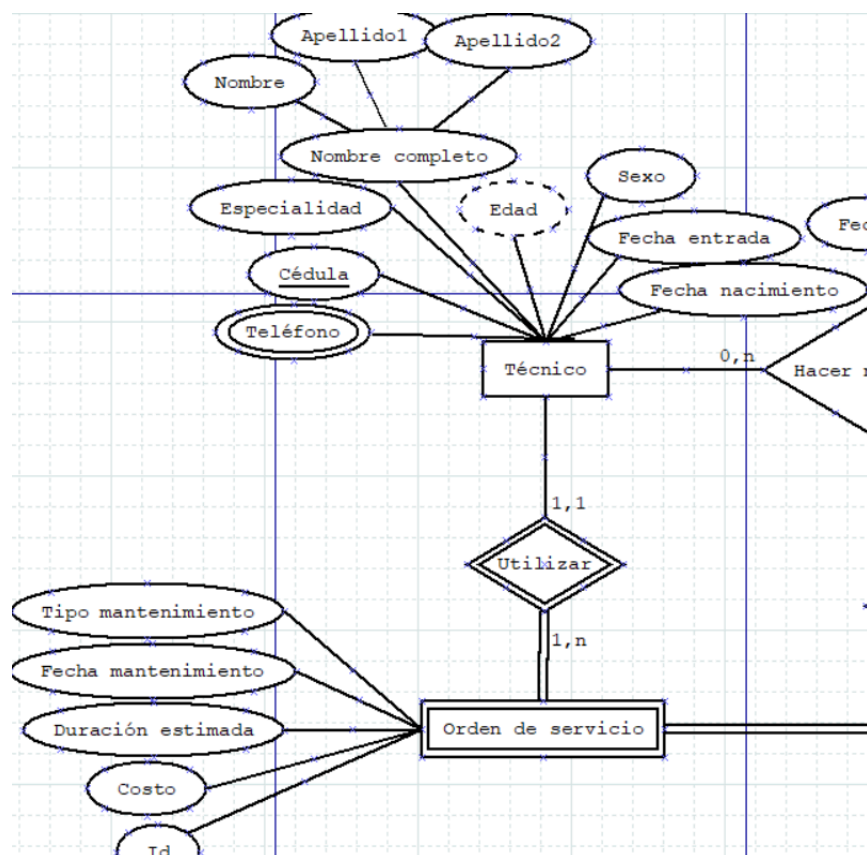 Apellido1
Apellido2
Nombre
Nombre completo
Sexo
Especialidad
Edad
Fecha entrada
Cédula
Fecha nacimiento
Teléfono
Técnico
0,n
Hacer
1,1
Utilizar
Tipo mantenimiento
1,n
Fecha mantenimiento
Duración estimada
Orden de servicio
Costo
Id